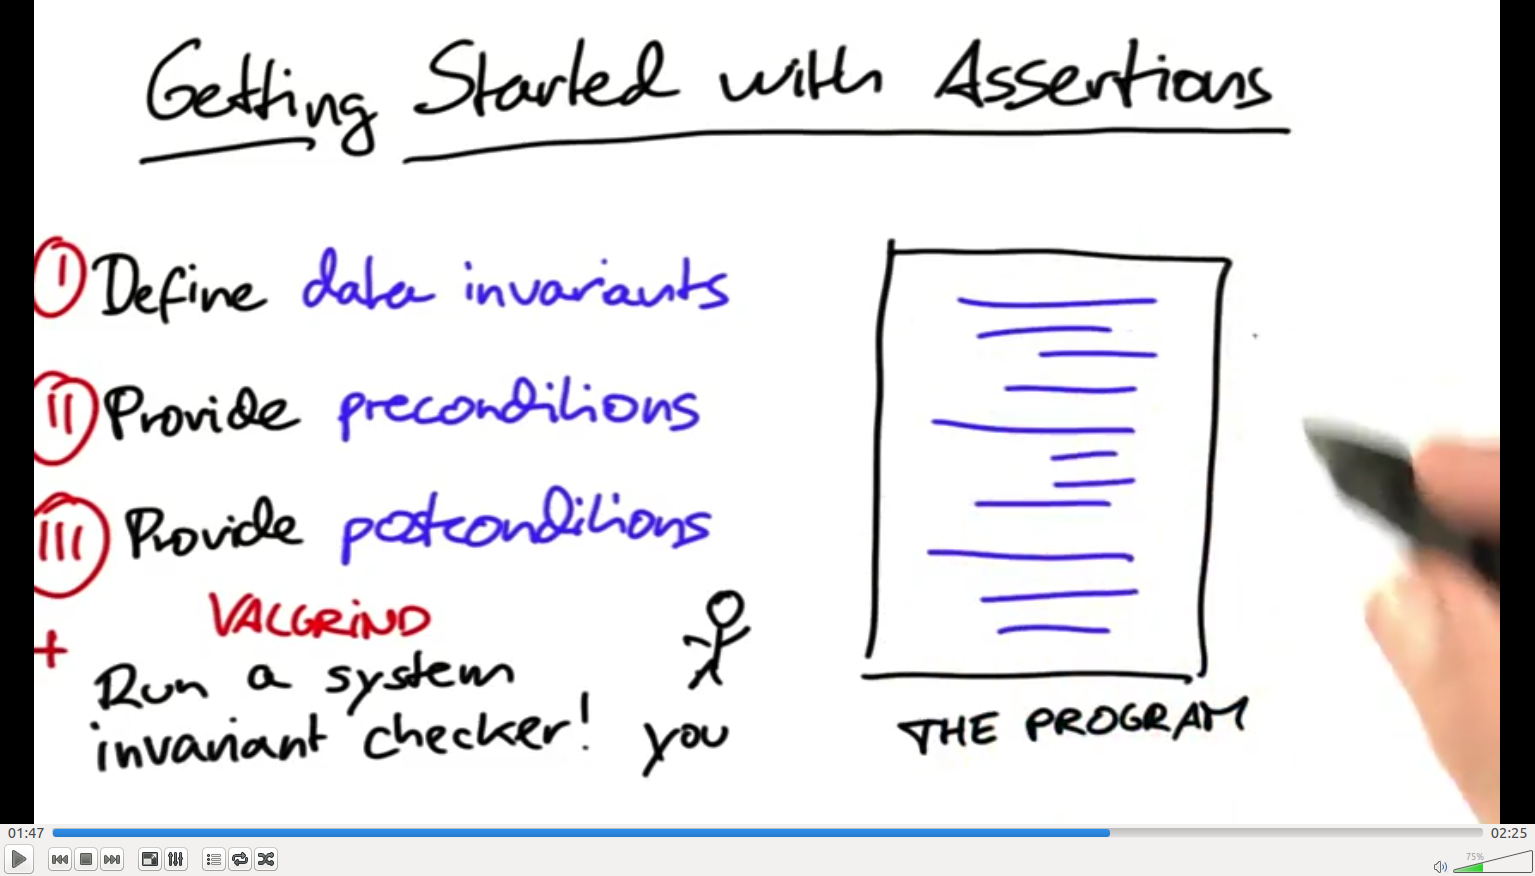 Getting Started with Assertions
I Define data invariants
II Provide preconditions
III Provide postconditions
VALGRIND
+ Run a system
invariant checker!
you
THE PROGRAM
01:47
02:25
75%